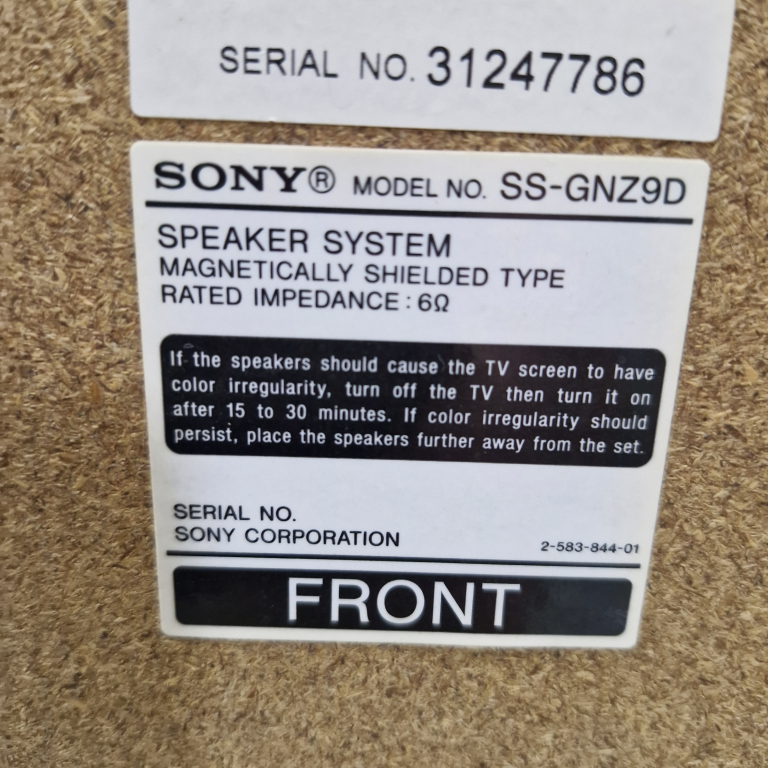 SERIAL NO. 31247786
SONY® MODEL NO. SS-GNZ9D
SPEAKER SYSTEM
MAGNETICALLY SHIELDED TYPE
RATED IMPEDANCE : 6Ω
If the speakers should cause the TV screen to have
color irregularity, turn off the TV then turn it on
after 15 to 30 minutes. If color irregularity should
persist, place the speakers further away from the set.
SERIAL NO.
SONY CORPORATION 2-583-844-01
FRONT